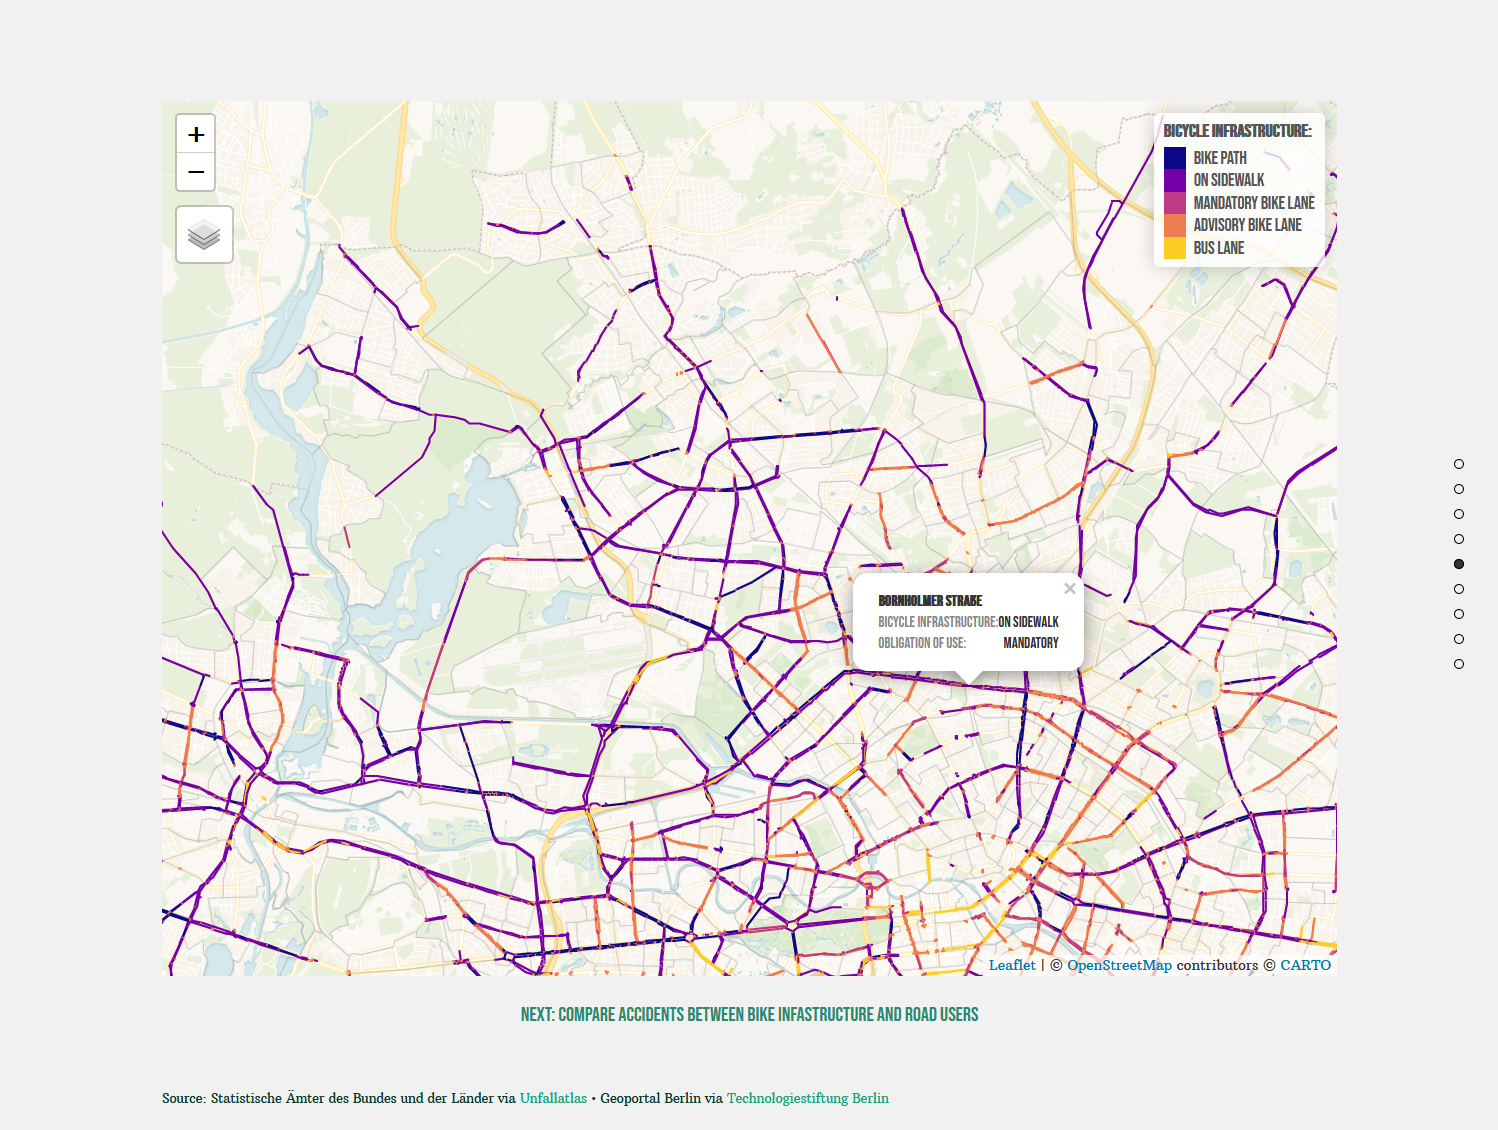 +
−
BICYCLE INFRASTRUCTURE:
BIKE PATH
ON SIDEWALK
MANDATORY BIKE LANE
ADVISORY BIKE LANE
BUS LANE
×
BORNHOLMER STRAßE
BICYCLE INFRASTRUCTURE: ON SIDEWALK
OBLIGATION OF USE: MANDATORY
Leaflet | © OpenStreetMap contributors © CARTO
NEXT: COMPARE ACCIDENTS BETWEEN BIKE INFASTRUCTURE AND ROAD USERS
Source: Statistische Ämter des Bundes und der Länder via Unfallatlas • Geoportal Berlin via Technologiestiftung Berlin